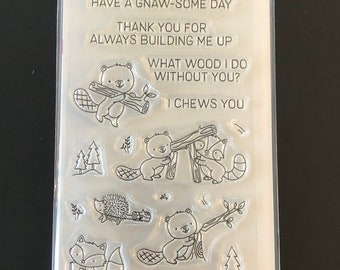 HAVE A GNAW-SOME DAY
THANK YOU FOR
ALWAYS BUILDING ME UP
WHAT WOOD I DO
WITHOUT YOU?
I CHEWS YOU